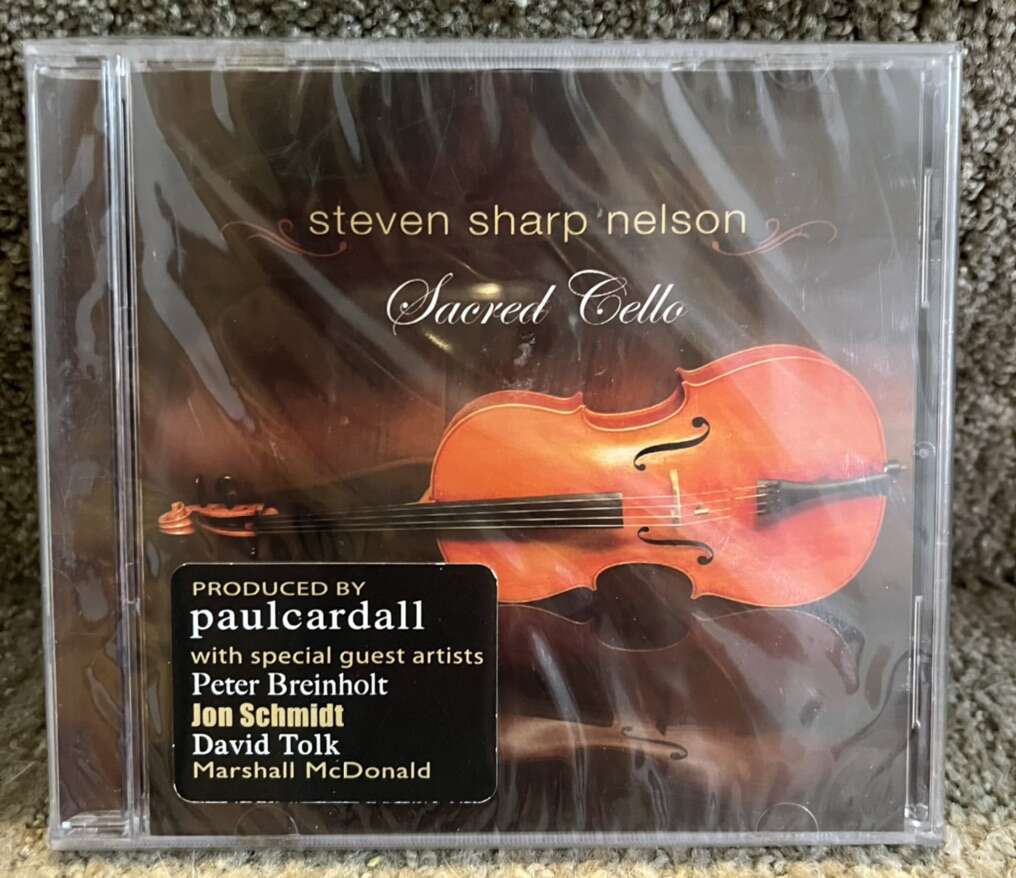 steven sharp nelson
Sacred Cello
PRODUCED BY
paulcardall
with special guest artists
Peter Breinholt
Jon Schmidt
David Tolk
Marshall McDonald